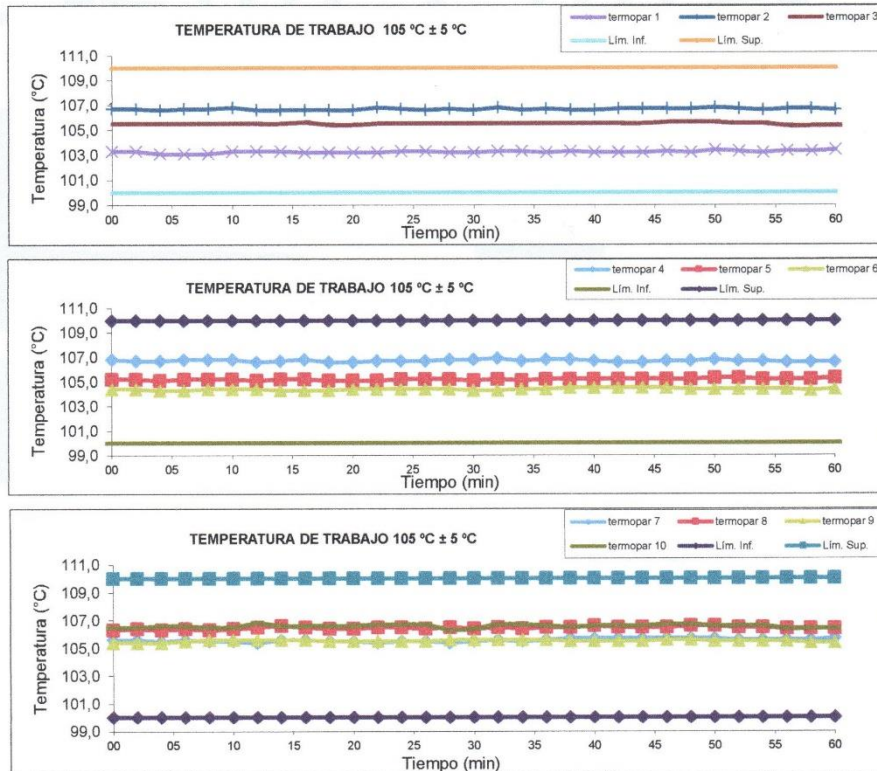 TEMPERATURA DE TRABAJO 105 ºC ± 5 ºC
termopar 1 termopar 2 termopar 3
Lím. Inf. Lím. Sup.
Temperatura (°C)
111,0
109,0
107,0
105,0
103,0
101,0
99,0
00 05 10 15 20 25 30 35 40 45 50 55 60
Tiempo (min)
TEMPERATURA DE TRABAJO 105 ºC ± 5 ºC
termopar 4 termopar 5 termopar 6
Lím. Inf. Lím. Sup.
Temperatura (°C)
111,0
109,0
107,0
105,0
103,0
101,0
99,0
00 05 10 15 20 25 30 35 40 45 50 55 60
Tiempo (min)
TEMPERATURA DE TRABAJO 105 ºC ± 5 ºC
termopar 7 termopar 8 termopar 9
termopar 10 Lím. Inf. Lím. Sup.
Temperatura (°C)
111,0
109,0
107,0
105,0
103,0
101,0
99,0
00 05 10 15 20 25 30 35 40 45 50 55 60
Tiempo (min)